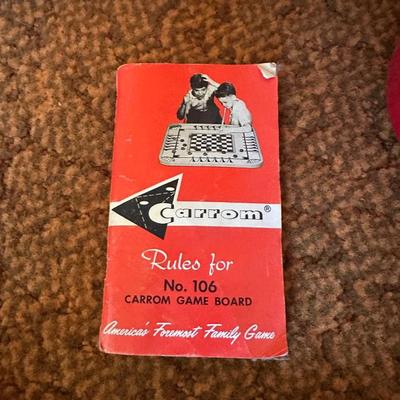 Carrom®
Rules for
No. 106
CARROM GAME BOARD
America's Foremost Family Game